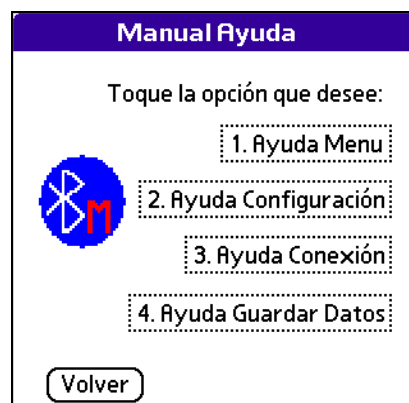 Manual Ayuda
Toque la opción que desee:
1. Ayuda Menu
2. Ayuda Configuración
M
3. Ayuda Conexión
4. Ayuda Guardar Datos
Volver